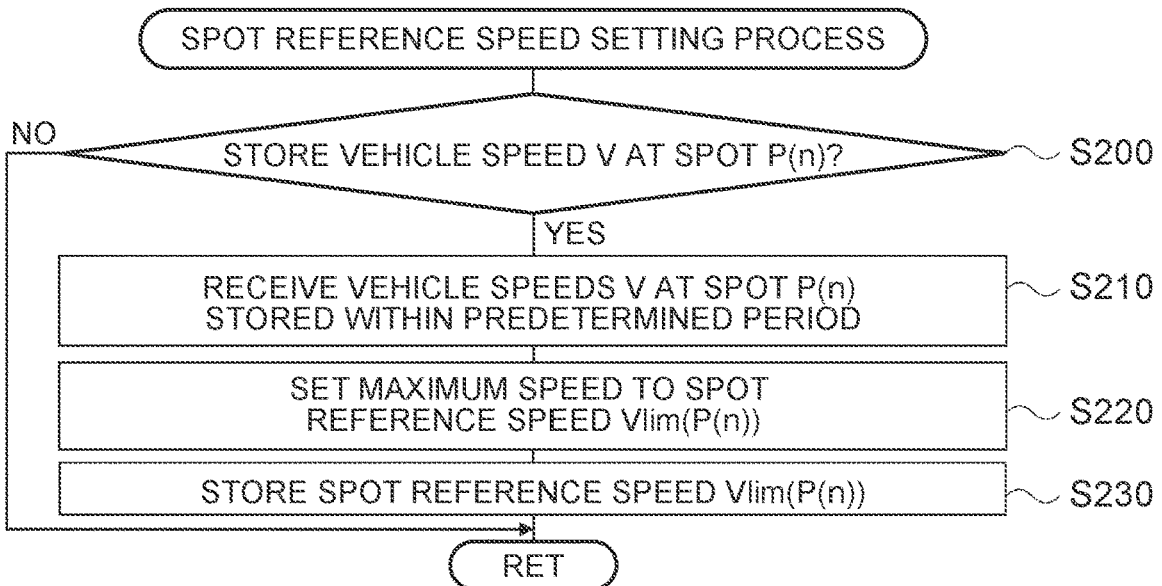 SPOT REFERENCE SPEED SETTING PROCESS
NO
STORE VEHICLE SPEED V AT SPOT P(n)?
S200
YES
RECEIVE VEHICLE SPEEDS V AT SPOT P(n)
STORED WITHIN PREDETERMINED PERIOD
S210
SET MAXIMUM SPEED TO SPOT
REFERENCE SPEED Vlim(P(n))
S220
STORE SPOT REFERENCE SPEED Vlim(P(n))
S230
RET